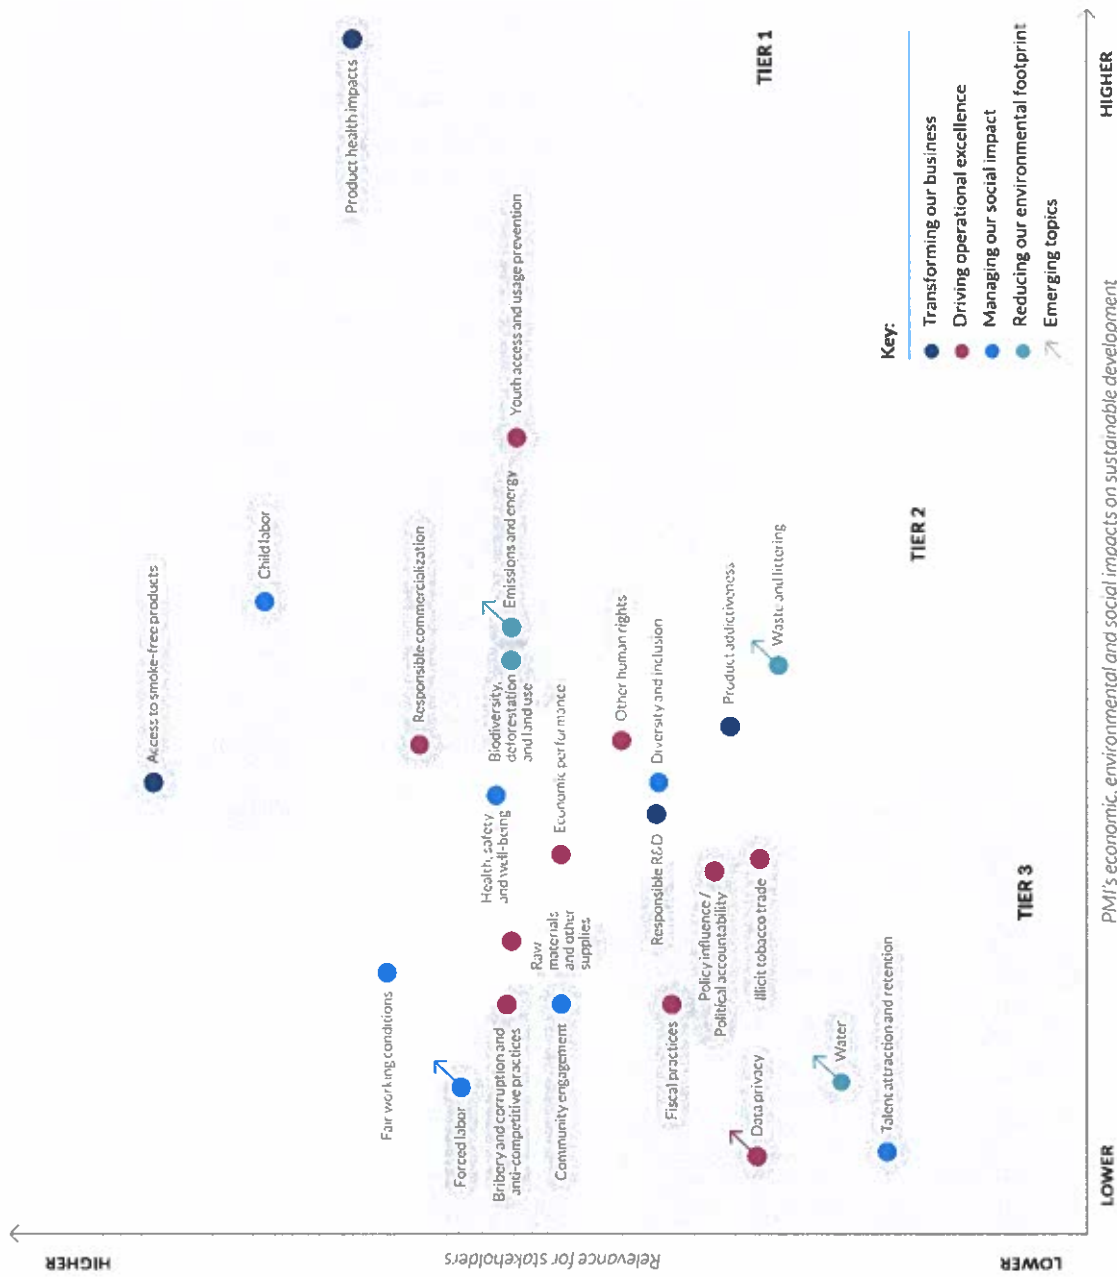 HIGHER
Relevance for stakeholders
LOWER
Access to smoke-free products
Child labor
Product health impacts
Fair working conditions
Responsible commercialization
Forced labor
Health, safety
and well-being
Biodiversity,
deforestation
and land use
Emissions and energy
Youth access and usage prevention
Bribery and corruption and
anti-competitive practices
Raw
materials
and other
supplies
Community engagement
Economic performance
Other human rights
Diversity and inclusion
Responsible R&D
Fiscal practices
Policy influence /
Political accountability
Product addictiveness
Illicit tobacco trade
Waste and littering
Data privacy
Water
Talent attraction and retention
TIER 1
TIER 2
TIER 3
Key:
Transforming our business
Driving operational excellence
Managing our social impact
Reducing our environmental footprint
Emerging topics
LOWER
PMI's economic, environmental and social impacts on sustainable development
HIGHER